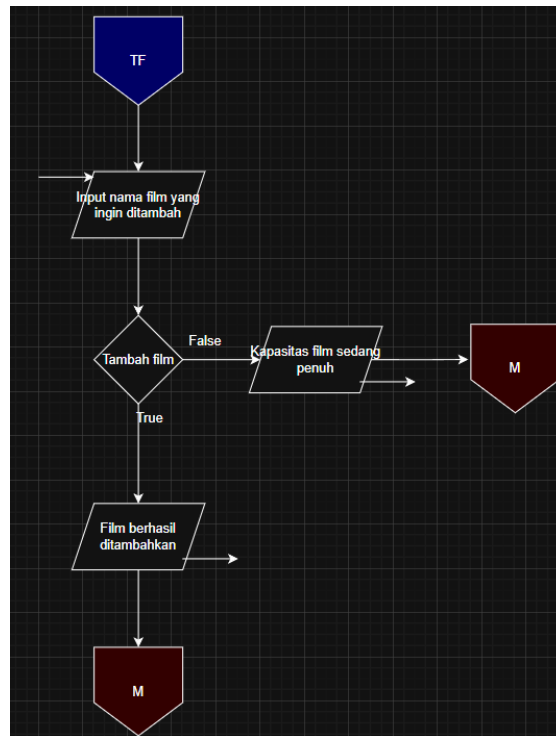 TF
Input nama film yang
ingin ditambah
False
Tambah film
Kapasitas film sedang
penuh
M
True
Film berhasil
ditambahkan
M